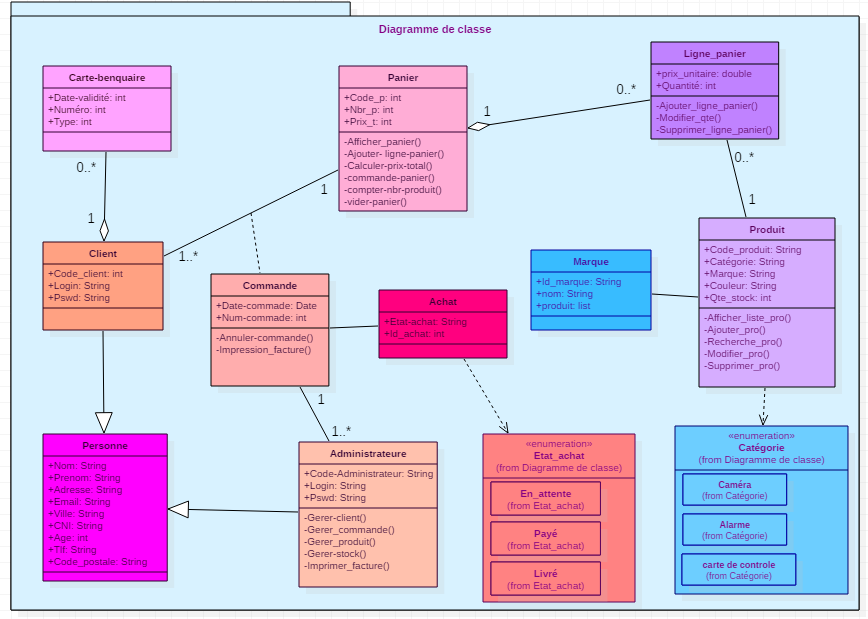 Diagramme de classe
Carte-benquaire
+Date-validité: int
+Numéro: int
+Type: int
0..*
1
Panier
+Code_p: int
+Nbr_p: int
+Prix_t: int
-Afficher_panier()
-Ajouter- ligne-panier()
-Calculer-prix-total()
-commande-panier()
-compter-nbr-produit()
-vider-panier()
1
0..*
Ligne_panier
+prix_unitaire: double
+Quantité: int
-Ajouter_ligne_panier()
-Modifier_qte()
-Supprimer_ligne_panier()
0..*
1
1
1..*
Client
+Code_client: int
+Login: String
+Pswd: String
Commande
+Date-commade: Date
+Num-commade: int
-Annuler-commande()
-Impression_facture()
1
1..*
Achat
+Etat-achat: String
+Id_achat: int
Marque
+Id_marque: String
+nom: String
+produit: list
Produit
+Code_produit: String
+Catégorie: String
+Marque: String
+Couleur: String
+Qte_stock: int
-Afficher_liste_pro()
-Ajouter_pro()
-Recherche_pro()
-Modifier_pro()
-Supprimer_pro()
Personne
+Nom: String
+Prenom: String
+Adresse: String
+Email: String
+Ville: String
+CNI: String
+Age: int
+Tlf: String
+Code_postale: String
Administrateure
+Code-Administrateur: String
+Login: String
+Pswd: String
-Gerer-client()
-Gerer_commande()
-Gerer_produit()
-Gerer-stock()
-Imprimer_facture()
«enumeration»
Etat_achat
(from Diagramme de classe)
En_attente
(from Etat_achat)
Payé
(from Etat_achat)
Livré
(from Etat_achat)
«enumeration»
Catégorie
(from Diagramme de classe)
Caméra
(from Catégorie)
Alarme
(from Catégorie)
carte de controle
(from Catégorie)